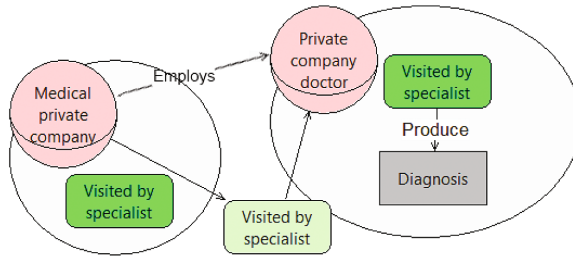 Private
company
doctor
Employs
Visited by
specialist
Medical
private
company
Produce
Diagnosis
Visited by
specialist
Visited by
specialist